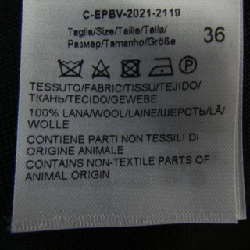 C-EPBV-2021-2119
Taglia/Size/Taille/Talla/
Размер/Tamanho/Größe
36
TESSUTO/FABRIC/TISSU/TEJIDO/
ТКАНЬ/TECIDO/GEWEBE
100% LANA/WOOL/LAINE/ШЕРСТЬ/LÃ/
WOLLE
CONTIENE PARTI NON TESSILI DI
ORIGINE ANIMALE
CONTAINS NON-TEXTILE PARTS OF
ANIMAL ORIGIN